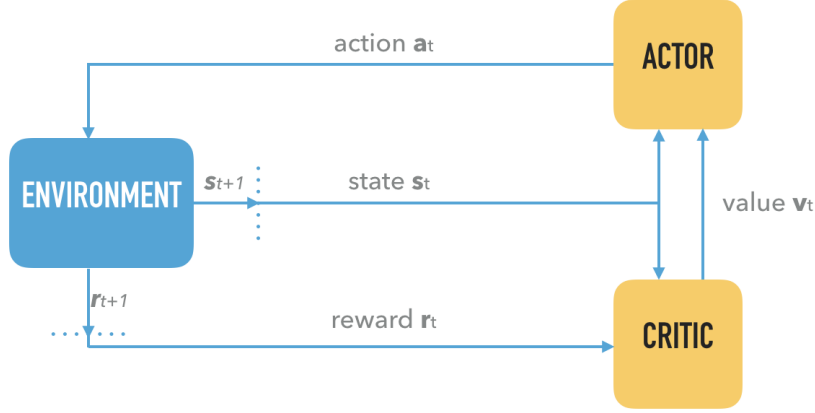 action at
ACTOR
ENVIRONMENT
st+1
state st
value vt
rt+1
reward rt
CRITIC